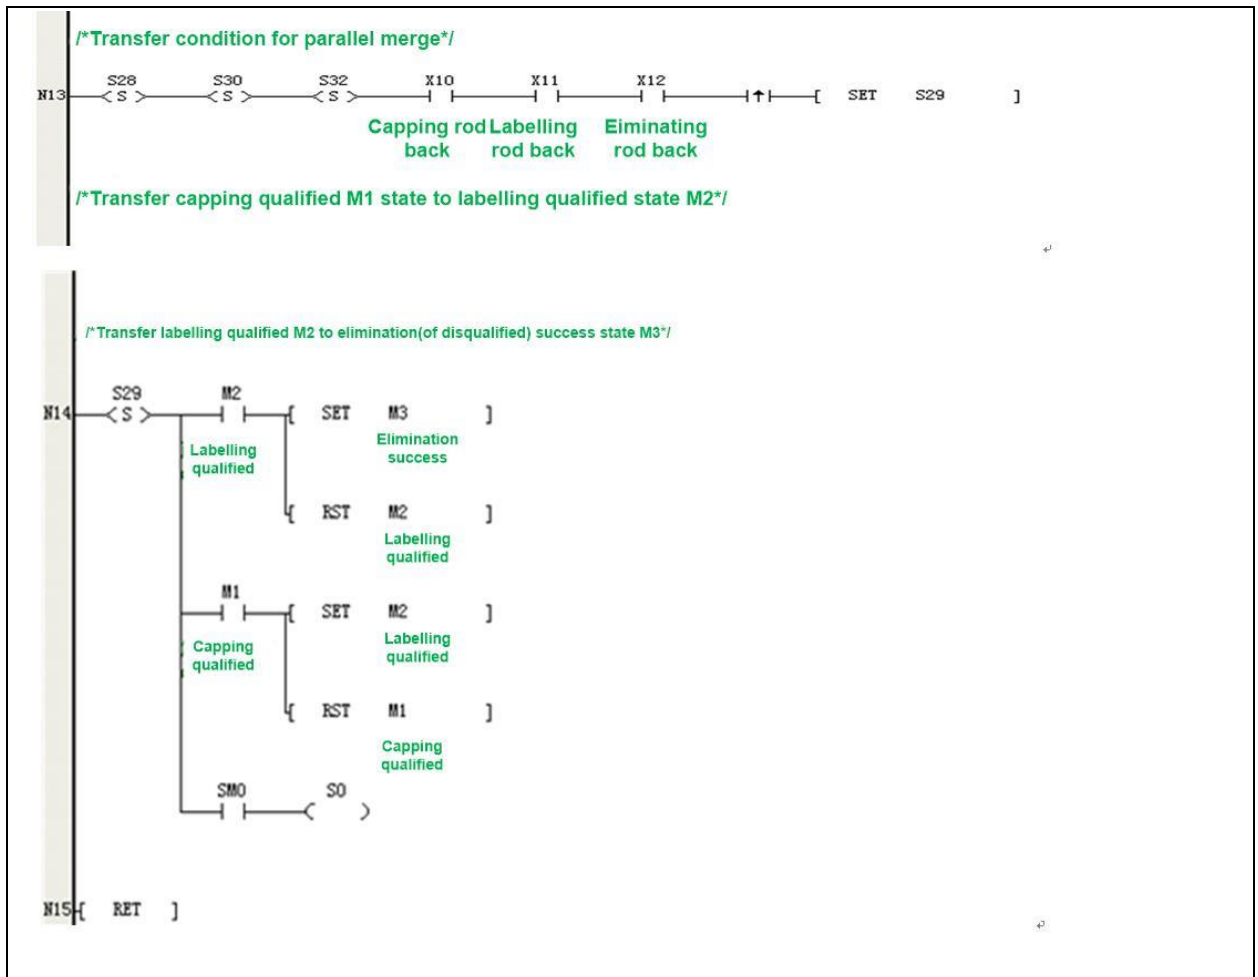 /*Transfer condition for parallel merge*/
S28 S30 S32 X10 X11 X12
N13 < S > < S > < S > [ SET S29 ]
Capping rod back Labelling rod back Eiminating rod back
/*Transfer capping qualified M1 state to labelling qualified state M2*/
/*Transfer labelling qualified M2 to elimination(of disqualified) success state M3*/
S29 M2
N14 < S > [ SET M3 ]
Labelling qualified
Elimination success
[ RST M2 ]
Labelling qualified
M1
[ SET M2 ]
Capping qualified
Labelling qualified
[ RST M1 ]
Capping qualified
SM0 S0
N15 [ RET ]